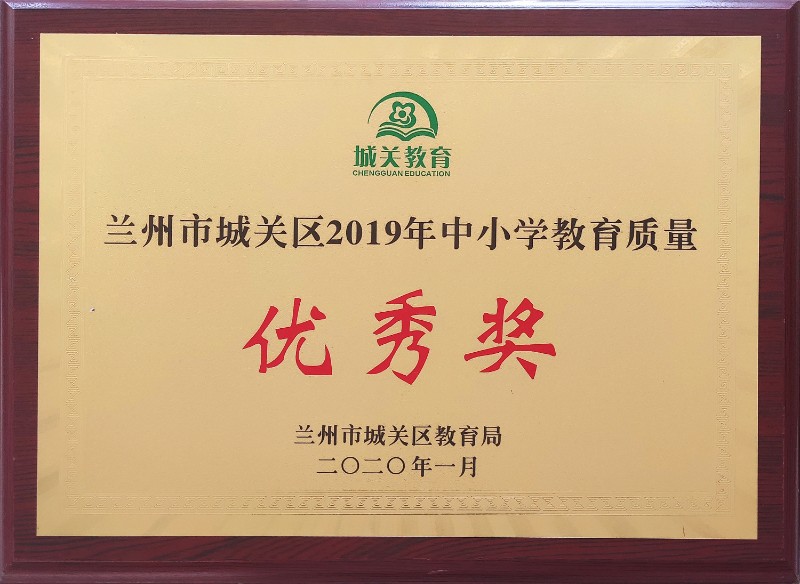 城关教育
CHENGGUAN EDUCATION
兰州市城关区2019年中小学教育质量
优秀奖
兰州市城关区教育局
二〇二〇年一月